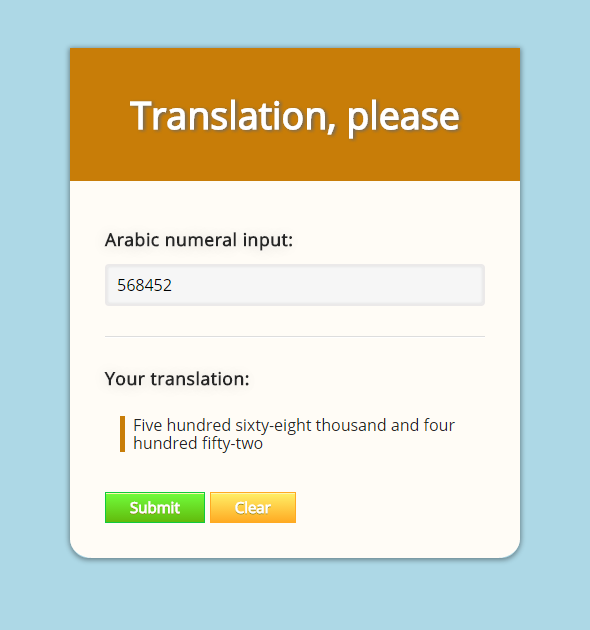 Translation, please
Arabic numeral input:
568452
Your translation:
Five hundred sixty-eight thousand and four
hundred fifty-two
Submit Clear